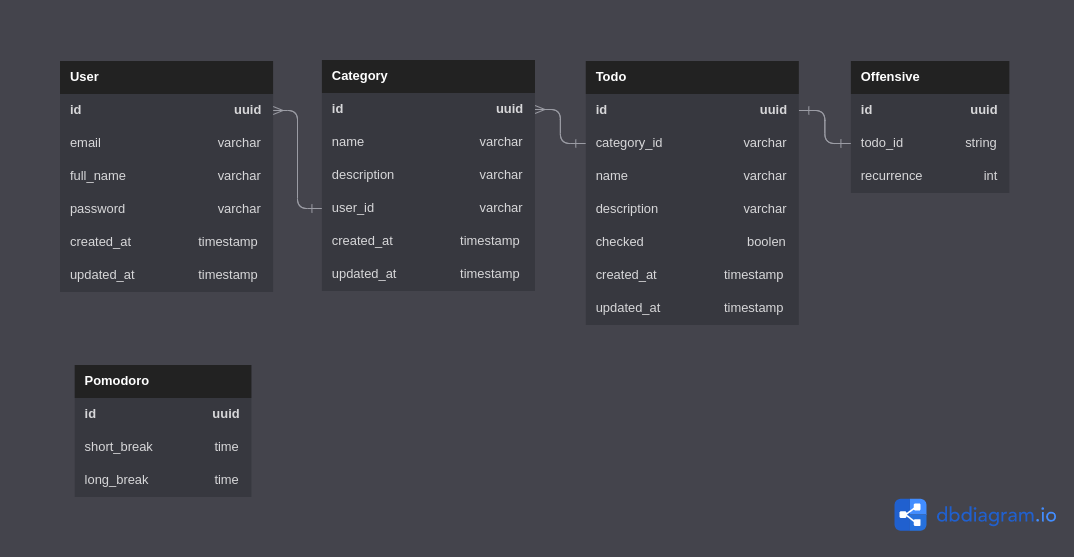 User
id uuid
email varchar
full_name varchar
password varchar
created_at timestamp
updated_at timestamp
Category
id uuid
name varchar
description varchar
user_id varchar
created_at timestamp
updated_at timestamp
Todo
id uuid
category_id varchar
name varchar
description varchar
checked boolen
created_at timestamp
updated_at timestamp
Offensive
id uuid
todo_id string
recurrence int
Pomodoro
id uuid
short_break time
long_break time
dbdiagram.io